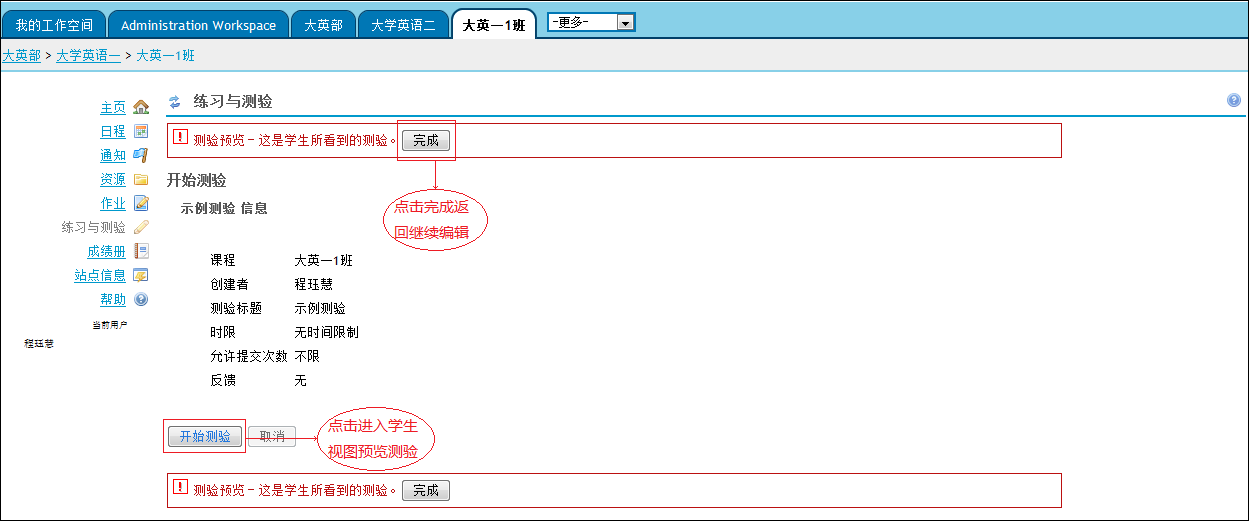 我的工作空间 Administration Workspace 大英部 大学英语二 大英一1班 -更多-
大英部 > 大学英语一 > 大英一1班
主页
日程
通知
资源
作业
练习与测验
成绩册
站点信息
帮助
当前用户
程珏慧
练习与测验
测验预览 - 这是学生所看到的测验。 完成
点击完成返
回继续编辑
开始测验
示例测验 信息
课程 大英一1班
创建者 程珏慧
测验标题 示例测验
时限 无时间限制
允许提交次数 不限
反馈 无
开始测验 取消
点击进入学生
视图预览测验
测验预览 - 这是学生所看到的测验。 完成